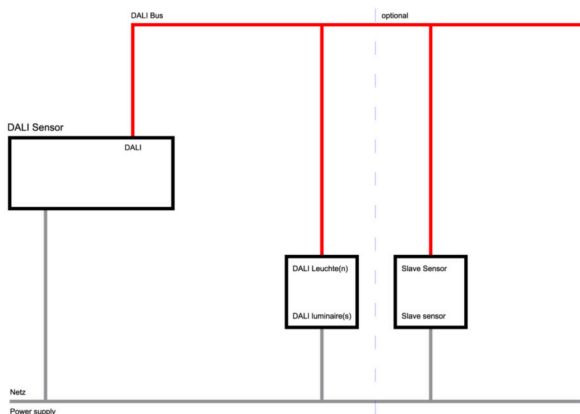 DALI Bus
optional
DALI Sensor
DALI
DALI Leuchte(n)
DALI luminaire(s)
Slave Sensor
Slave sensor
Netz
Power supply